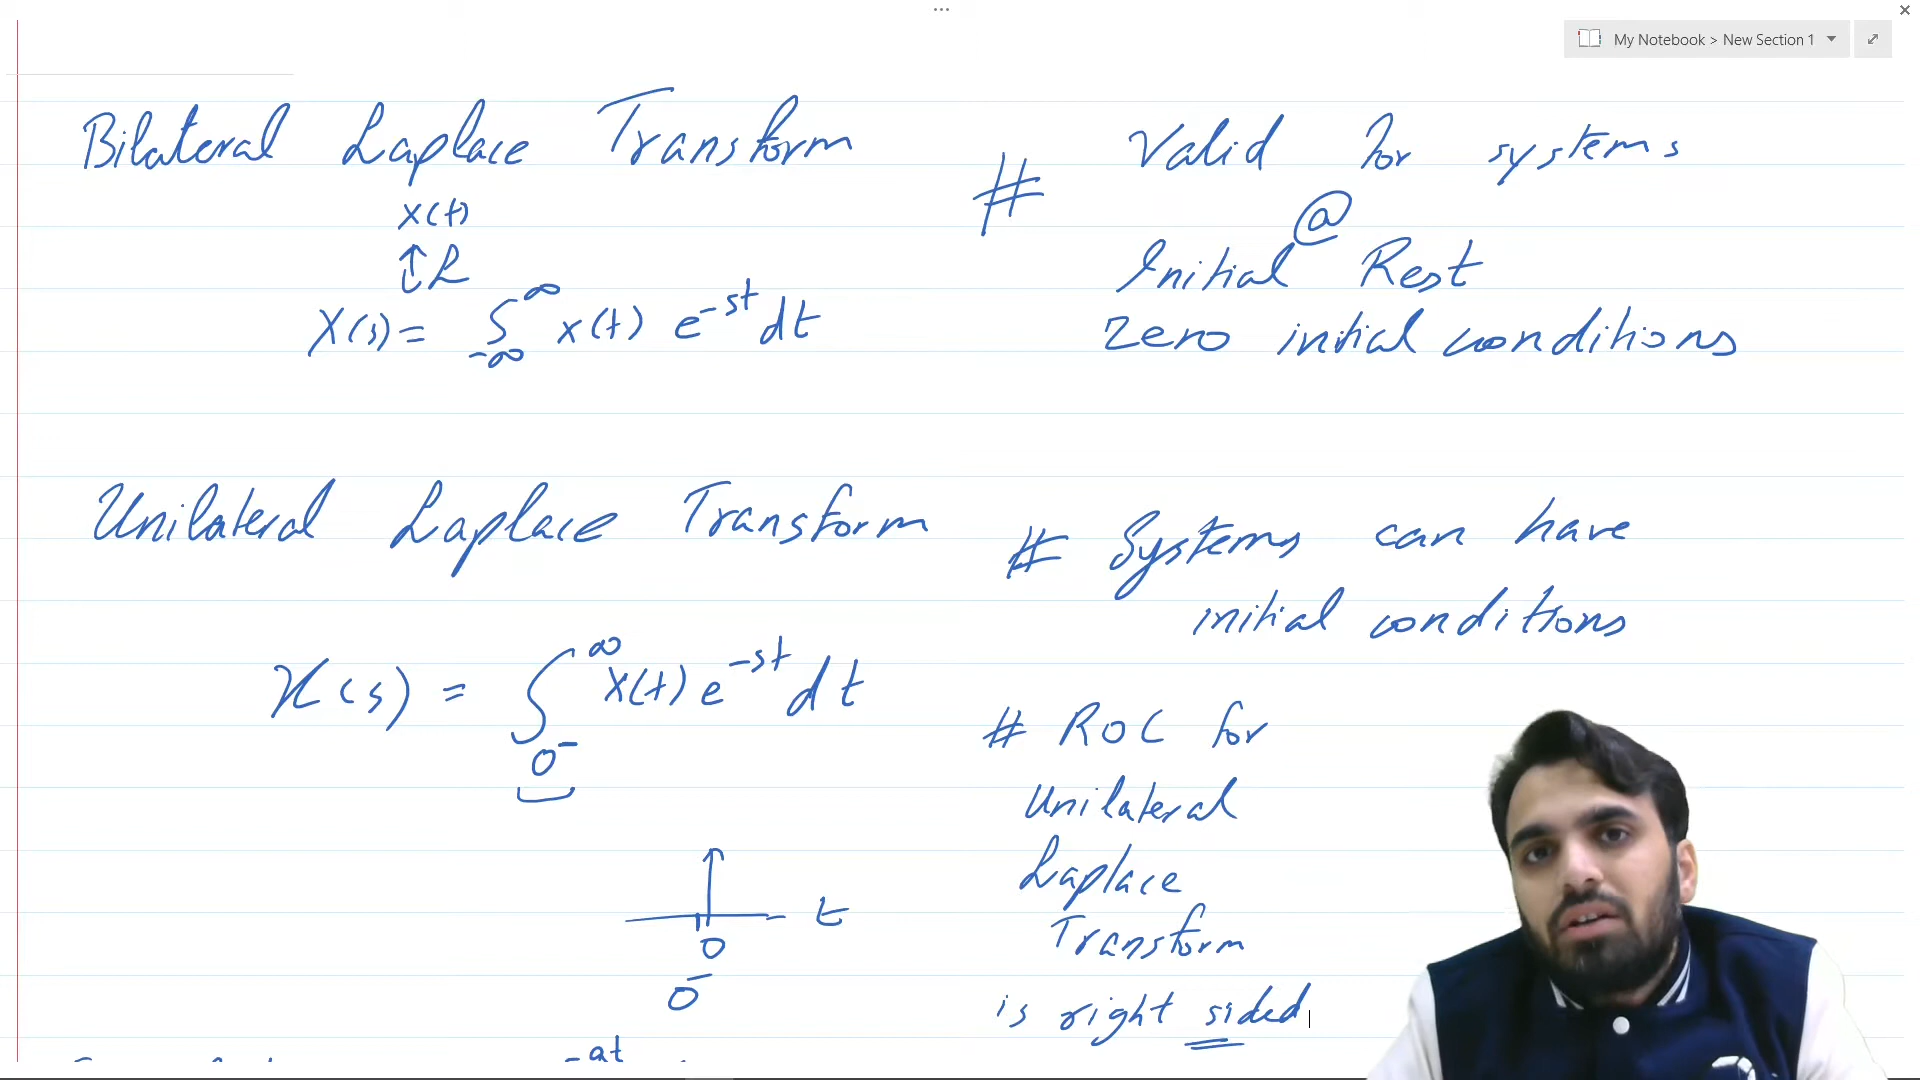 My Notebook > New Section 1
Bilateral Laplace Transform
x(t)
↕ L
X(s) = ∫_{-∞}^{∞} x(t) e^{-st} dt
# Valid for systems
@
Initial Rest
Zero initial conditions
Unilateral Laplace Transform
X(s) = ∫_{0^-}^{∞} x(t) e^{-st} dt
t
0
0^-
# Systems can have
initial conditions
# ROC for
Unilateral
Laplace
Transform
is right sided
-at